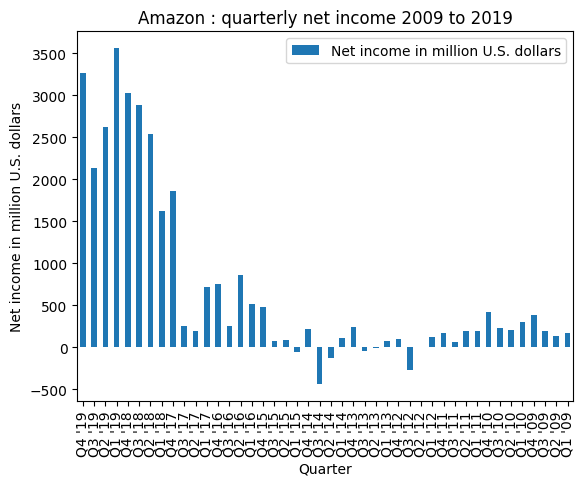 Amazon : quarterly net income 2009 to 2019
Net income in million U.S. dollars
Net income in million U.S. dollars
3500
3000
2500
2000
1500
1000
500
0
−500
Q4 '19
Q3 '19
Q2 '19
Q1 '19
Q4 '18
Q3 '18
Q2 '18
Q1 '18
Q4 '17
Q3 '17
Q2 '17
Q1 '17
Q4 '16
Q3 '16
Q2 '16
Q1 '16
Q4 '15
Q3 '15
Q2 '15
Q1 '15
Q4 '14
Q3 '14
Q2 '14
Q1 '14
Q4 '13
Q3 '13
Q2 '13
Q1 '13
Q4 '12
Q3 '12
Q2 '12
Q1 '12
Q4 '11
Q3 '11
Q2 '11
Q1 '11
Q4 '10
Q3 '10
Q2 '10
Q1 '10
Q4 '09
Q3 '09
Q2 '09
Q1 '09
Quarter